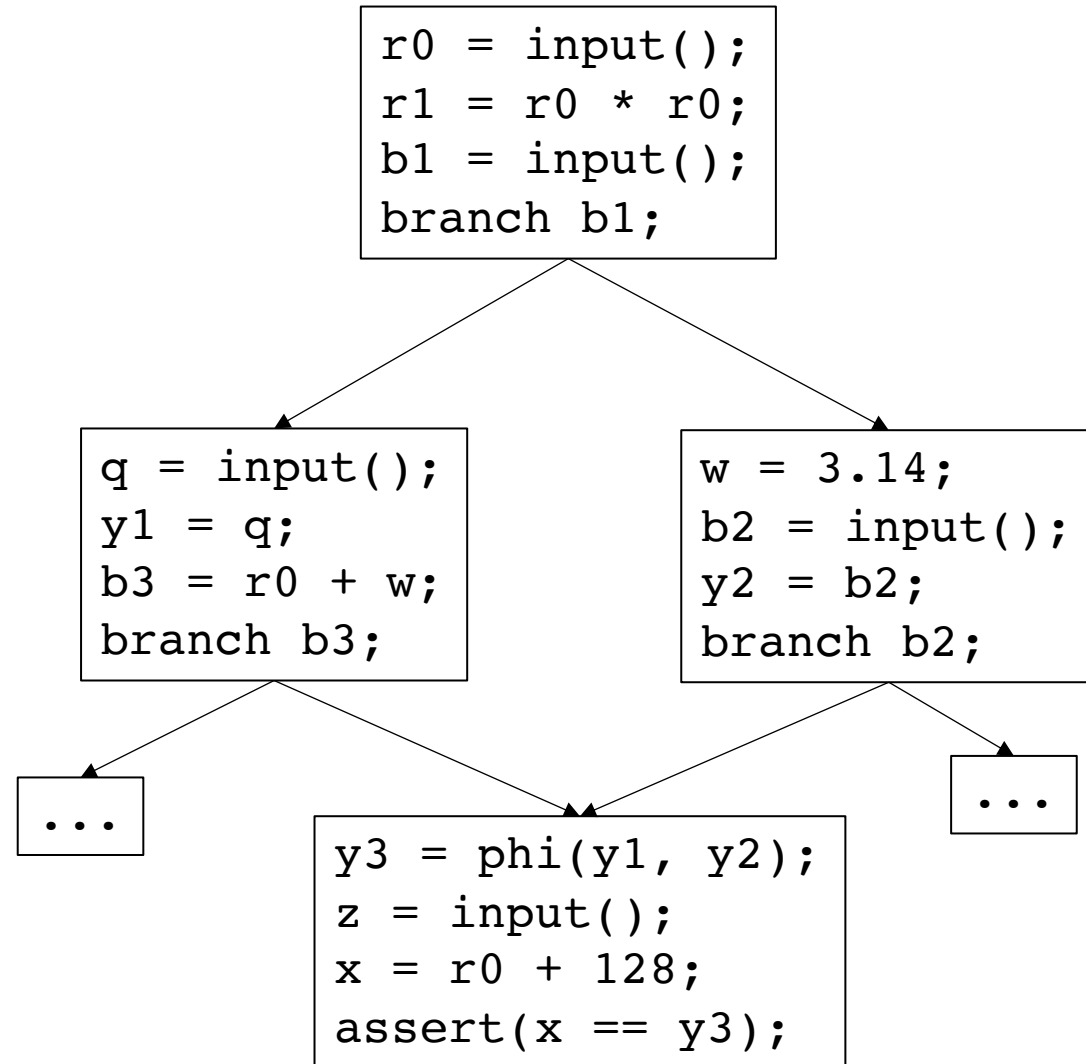 r0 = input();
r1 = r0 * r0;
b1 = input();
branch b1;
q = input();
y1 = q;
b3 = r0 + w;
branch b3;
w = 3.14;
b2 = input();
y2 = b2;
branch b2;
...
...
y3 = phi(y1, y2);
z = input();
x = r0 + 128;
assert(x == y3);